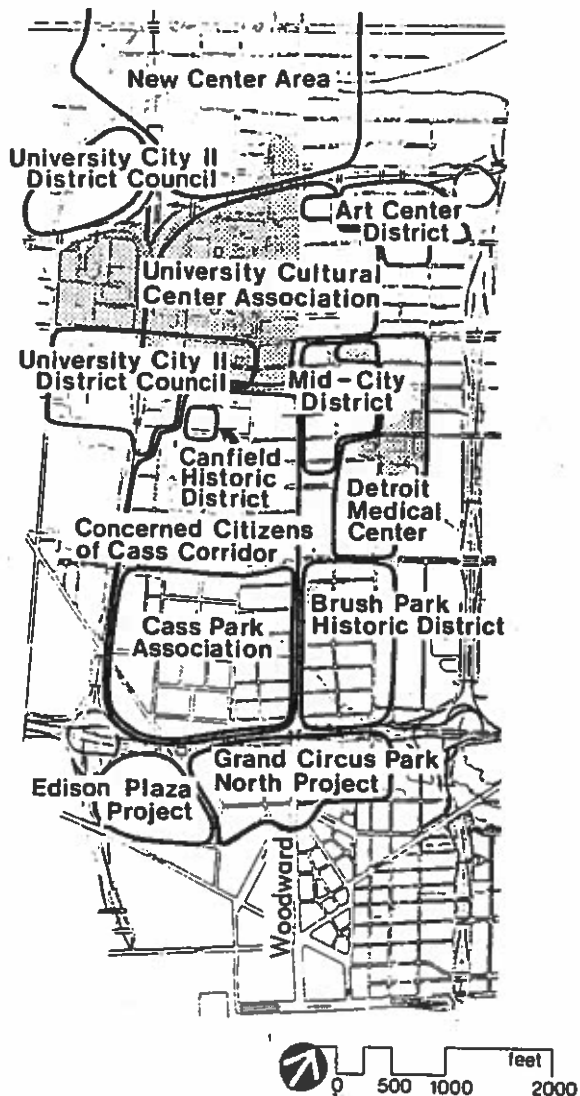 New Center Area
University City II
District Council
Art Center
District
University Cultural
Center Association
University City II
District Council
Mid-City
District
Canfield
Historic
District
Detroit
Medical
Center
Concerned Citizens
of Cass Corridor
Cass Park
Association
Brush Park
Historic District
Grand Circus Park
North Project
Edison Plaza
Project
Woodward
feet
0 500 1000 2000